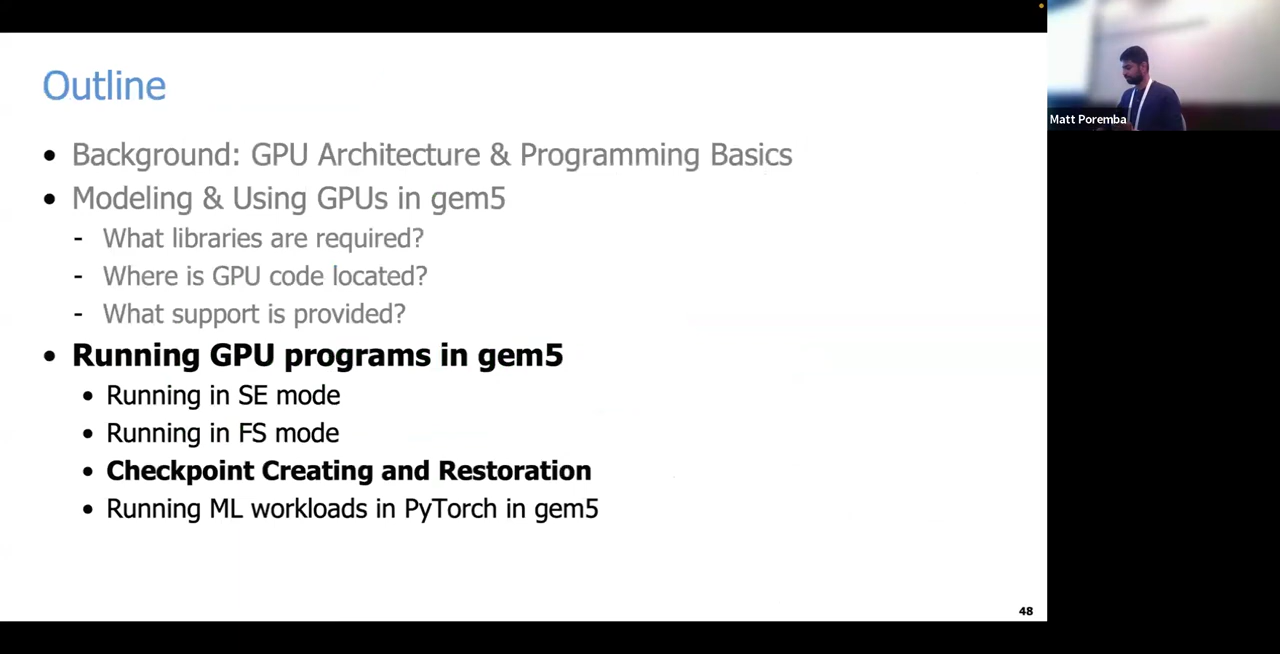 Outline
• Background: GPU Architecture & Programming Basics
• Modeling & Using GPUs in gem5
- What libraries are required?
- Where is GPU code located?
- What support is provided?
• Running GPU programs in gem5
• Running in SE mode
• Running in FS mode
• Checkpoint Creating and Restoration
• Running ML workloads in PyTorch in gem5
48
Matt Poremba